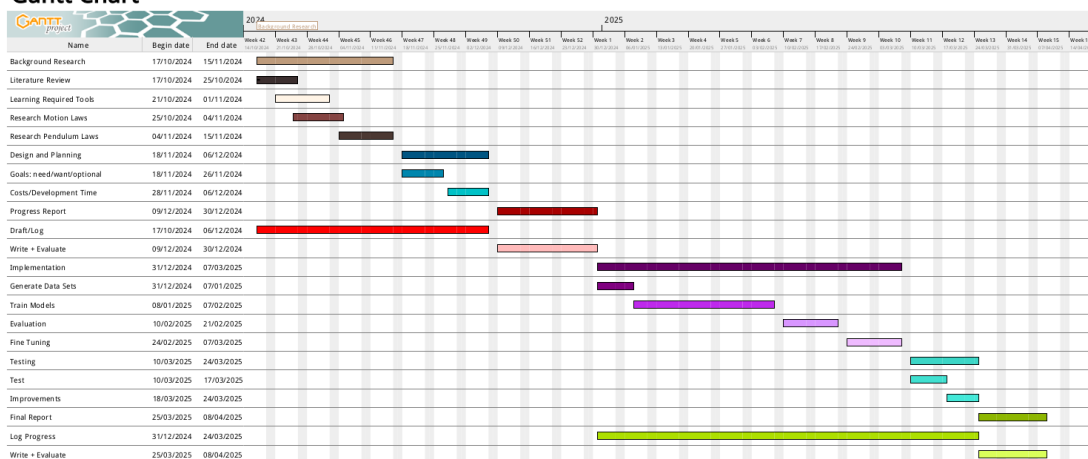 Gantt Chart
GANTT project
2024 2025
Background Research
Week 42 Week 43 Week 44 Week 45 Week 46 Week 47 Week 48 Week 49 Week 50 Week 51 Week 52 Week 1 Week 2 Week 3 Week 4 Week 5 Week 6 Week 7 Week 8 Week 9 Week 10 Week 11 Week 12 Week 13 Week 14 Week 15
Name Begin date End date
Background Research 17/10/2024 15/11/2024
Literature Review 17/10/2024 25/10/2024
Learning Required Tools 21/10/2024 01/11/2024
Research Motion Laws 25/10/2024 04/11/2024
Research Pendulum Laws 04/11/2024 15/11/2024
Design and Planning 18/11/2024 06/12/2024
Goals: need/want/optional 18/11/2024 26/11/2024
Costs/Development Time 28/11/2024 06/12/2024
Progress Report 09/12/2024 30/12/2024
Draft/Log 17/10/2024 06/12/2024
Write + Evaluate 09/12/2024 30/12/2024
Implementation 31/12/2024 07/03/2025
Generate Data Sets 31/12/2024 07/01/2025
Train Models 08/01/2025 07/02/2025
Evaluation 10/02/2025 21/02/2025
Fine Tuning 24/02/2025 07/03/2025
Testing 10/03/2025 24/03/2025
Test 10/03/2025 17/03/2025
Improvements 18/03/2025 24/03/2025
Final Report 25/03/2025 08/04/2025
Log Progress 31/12/2024 24/03/2025
Write + Evaluate 25/03/2025 08/04/2025